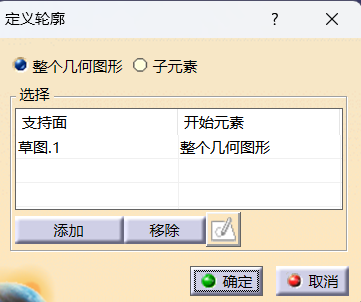 定义轮廓 ? ×
整个几何图形 子元素
选择
支持面 开始元素
草图.1 整个几何图形
添加 移除
确定 取消